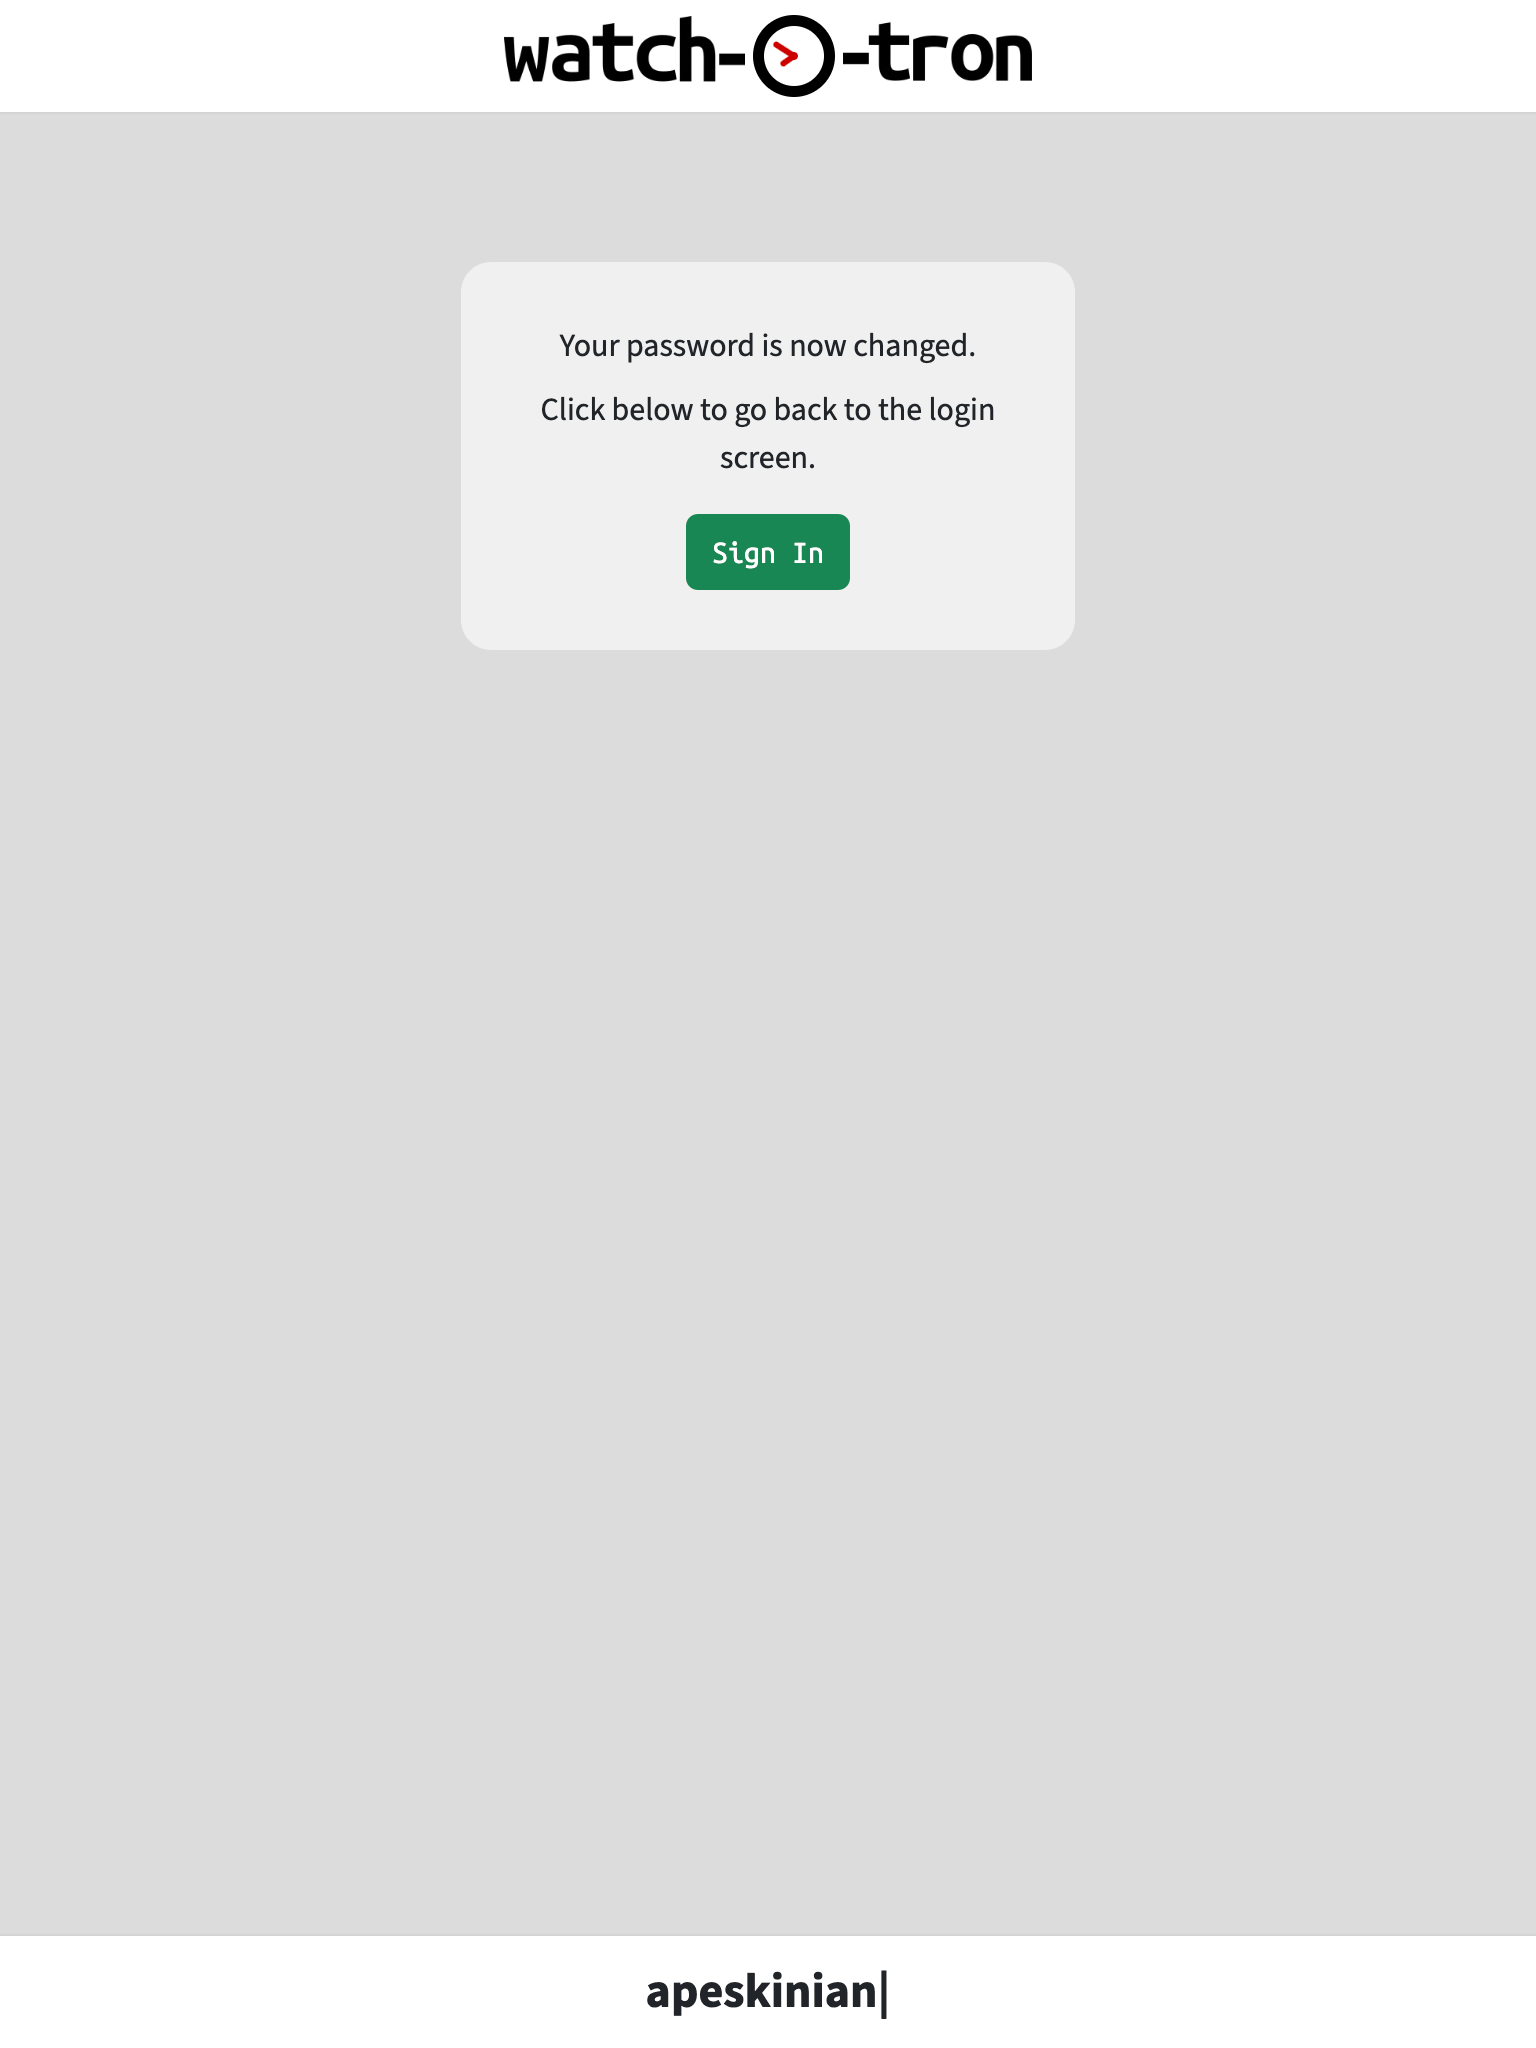 watch-O-tron
Your password is now changed.
Click below to go back to the login
screen.
Sign In
apeskinian|